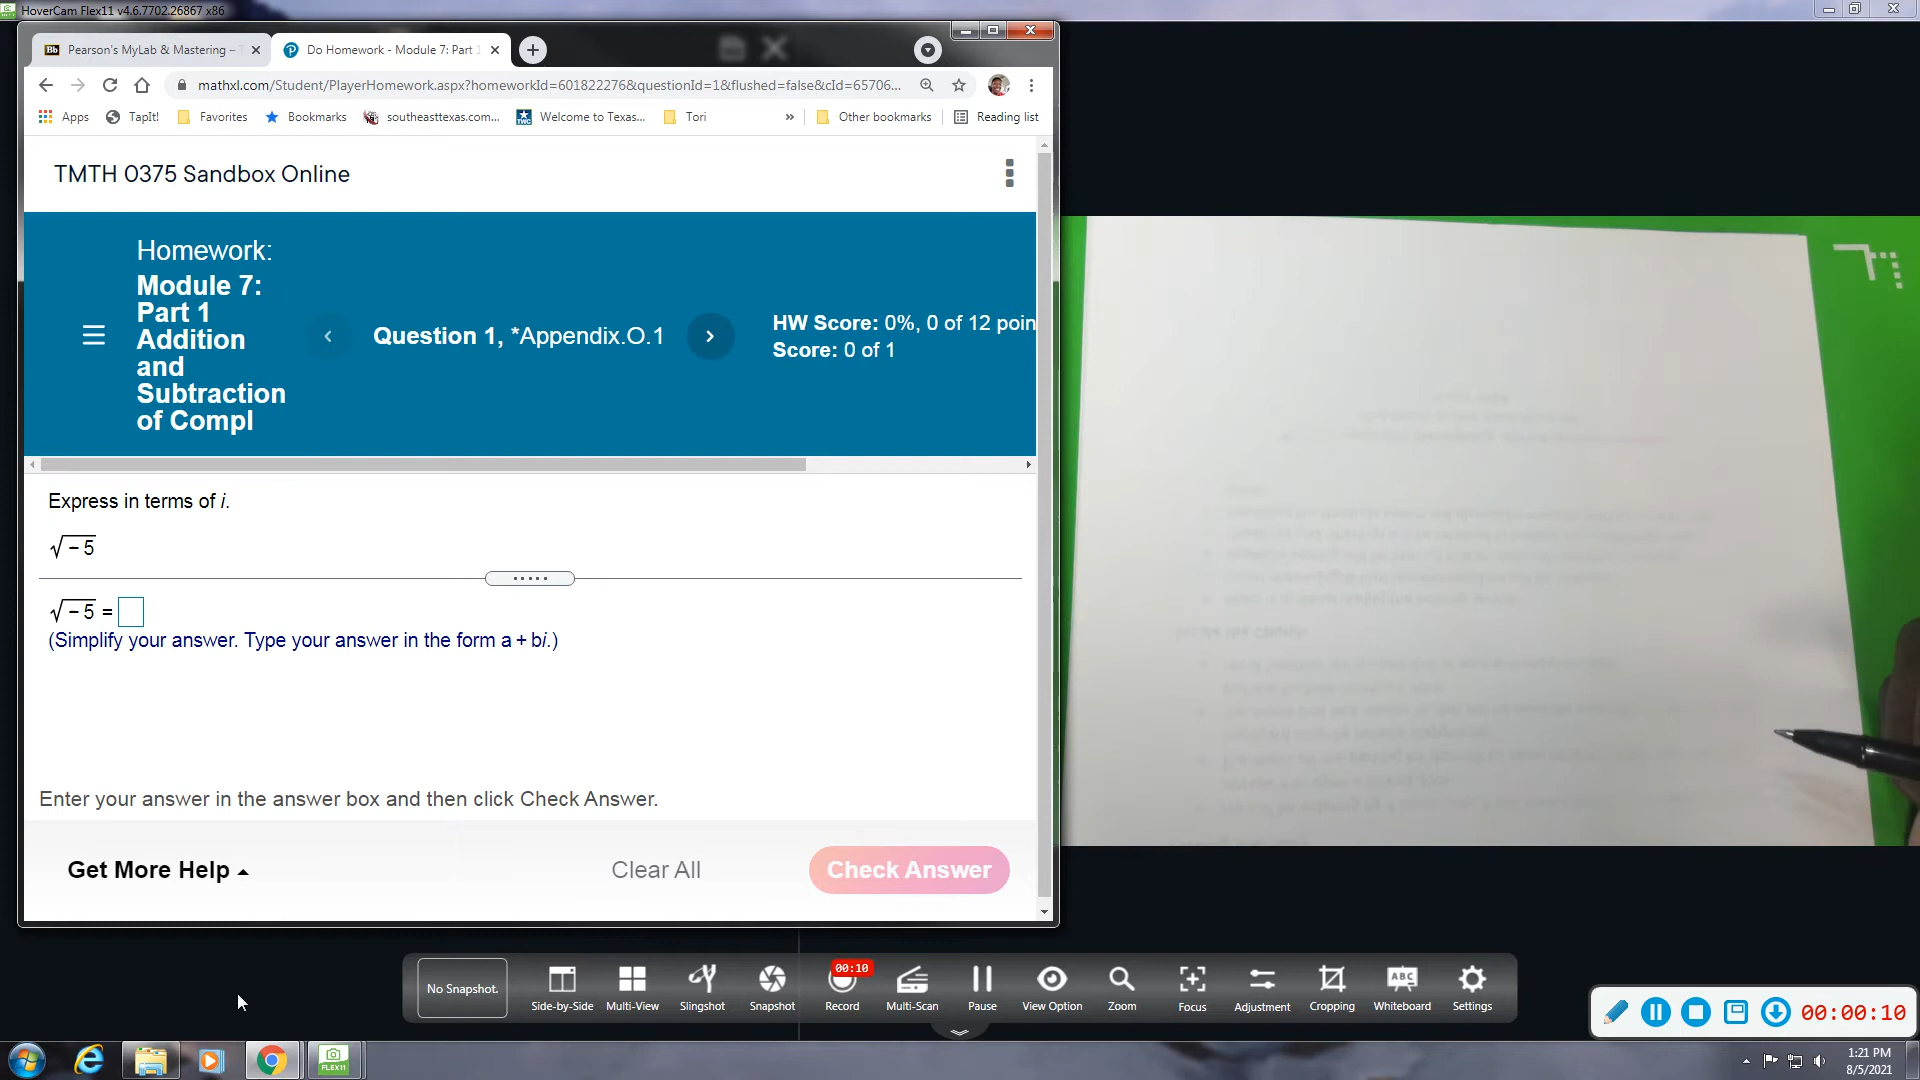 HoverCam Flex11 v4.6.7702.26867 x86
Pearson's MyLab & Mastering –
Do Homework - Module 7: Part 1
mathxl.com/Student/PlayerHomework.aspx?homeworkId=601822276&questionId=1&flushed=false&cId=65706...
Apps TapIt! Favorites Bookmarks southeasttexas.com... Welcome to Texas... Tori » Other bookmarks Reading list
TMTH 0375 Sandbox Online
Homework:
Module 7:
Part 1
Addition
and
Subtraction
of Compl
Question 1, *Appendix.O.1
HW Score: 0%, 0 of 12 poin
Score: 0 of 1
Express in terms of i.
√−5
√−5 =
(Simplify your answer. Type your answer in the form a + bi.)
Enter your answer in the answer box and then click Check Answer.
Get More Help
Clear All
Check Answer
No Snapshot.
Side-by-Side Multi-View Slingshot Snapshot
00:10
Record Multi-Scan Pause View Option Zoom Focus Adjustment Cropping
ABC
Whiteboard Settings
00:00:10
FLEX11
1:21 PM
8/5/2021